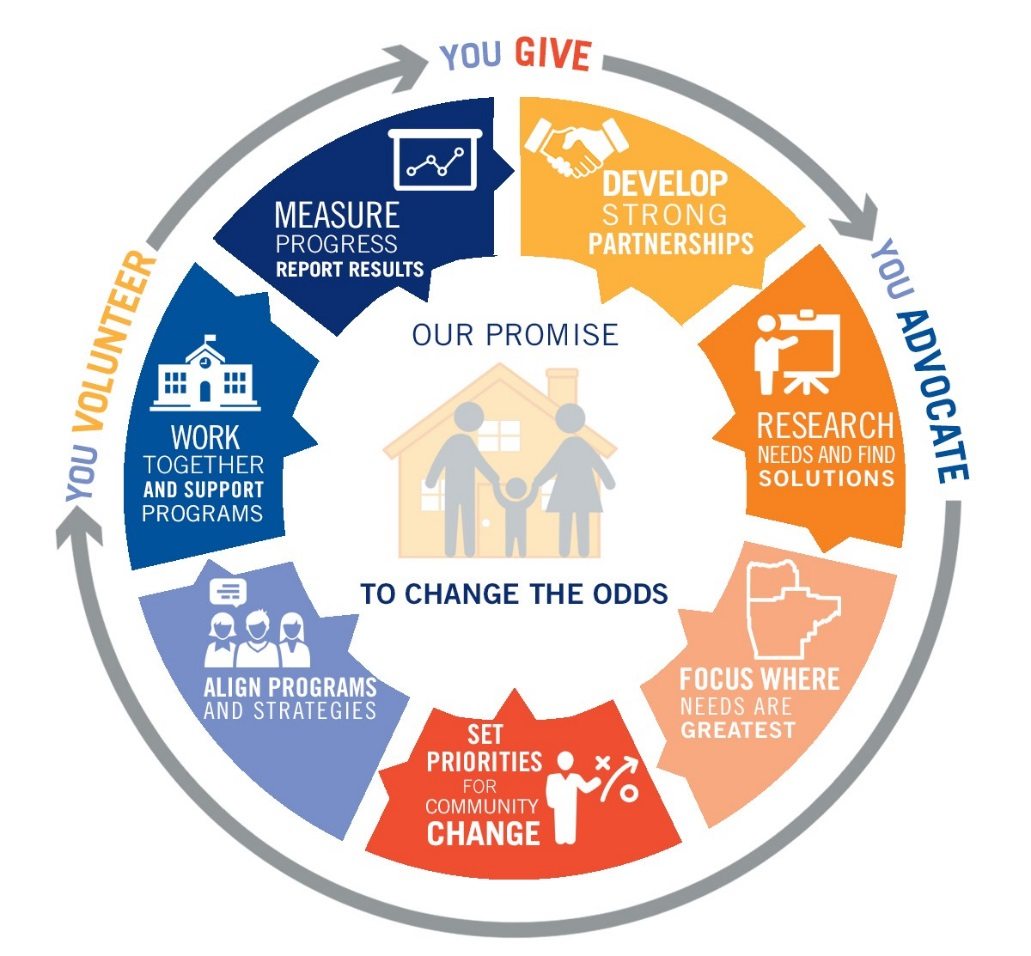 YOU GIVE
YOU ADVOCATE
YOU VOLUNTEER
DEVELOP
STRONG
PARTNERSHIPS
RESEARCH
NEEDS AND FIND
SOLUTIONS
FOCUS WHERE
NEEDS ARE
GREATEST
SET
PRIORITIES
FOR
COMMUNITY
CHANGE
ALIGN PROGRAMS
AND STRATEGIES
WORK
TOGETHER
AND SUPPORT
PROGRAMS
MEASURE
PROGRESS
REPORT RESULTS
OUR PROMISE
TO CHANGE THE ODDS